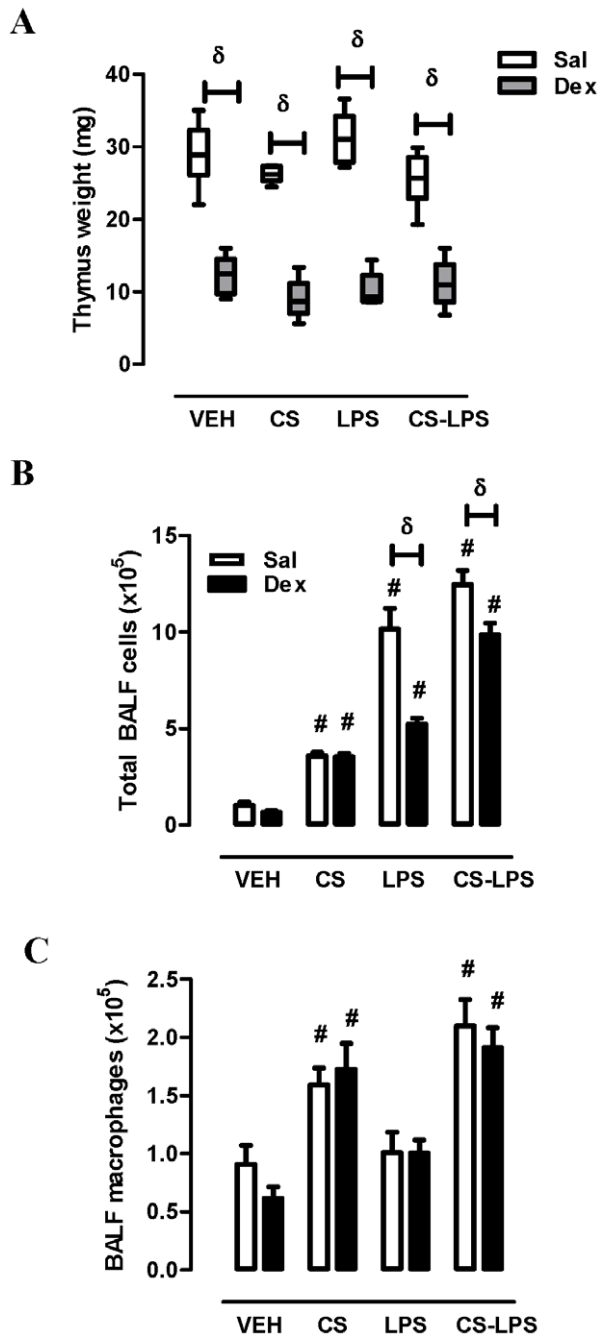 A
Sal
Dex
δ δ δ δ
Thymus weight (mg)
40
30
20
10
0
VEH CS LPS CS-LPS
B
Sal
Dex
δ
δ
Total BALF cells (x10⁵)
15
10
5
0
# # # # # #
VEH CS LPS CS-LPS
C
BALF macrophages (x10⁵)
2.5
2.0
1.5
1.0
0.5
0.0
# # # #
VEH CS LPS CS-LPS